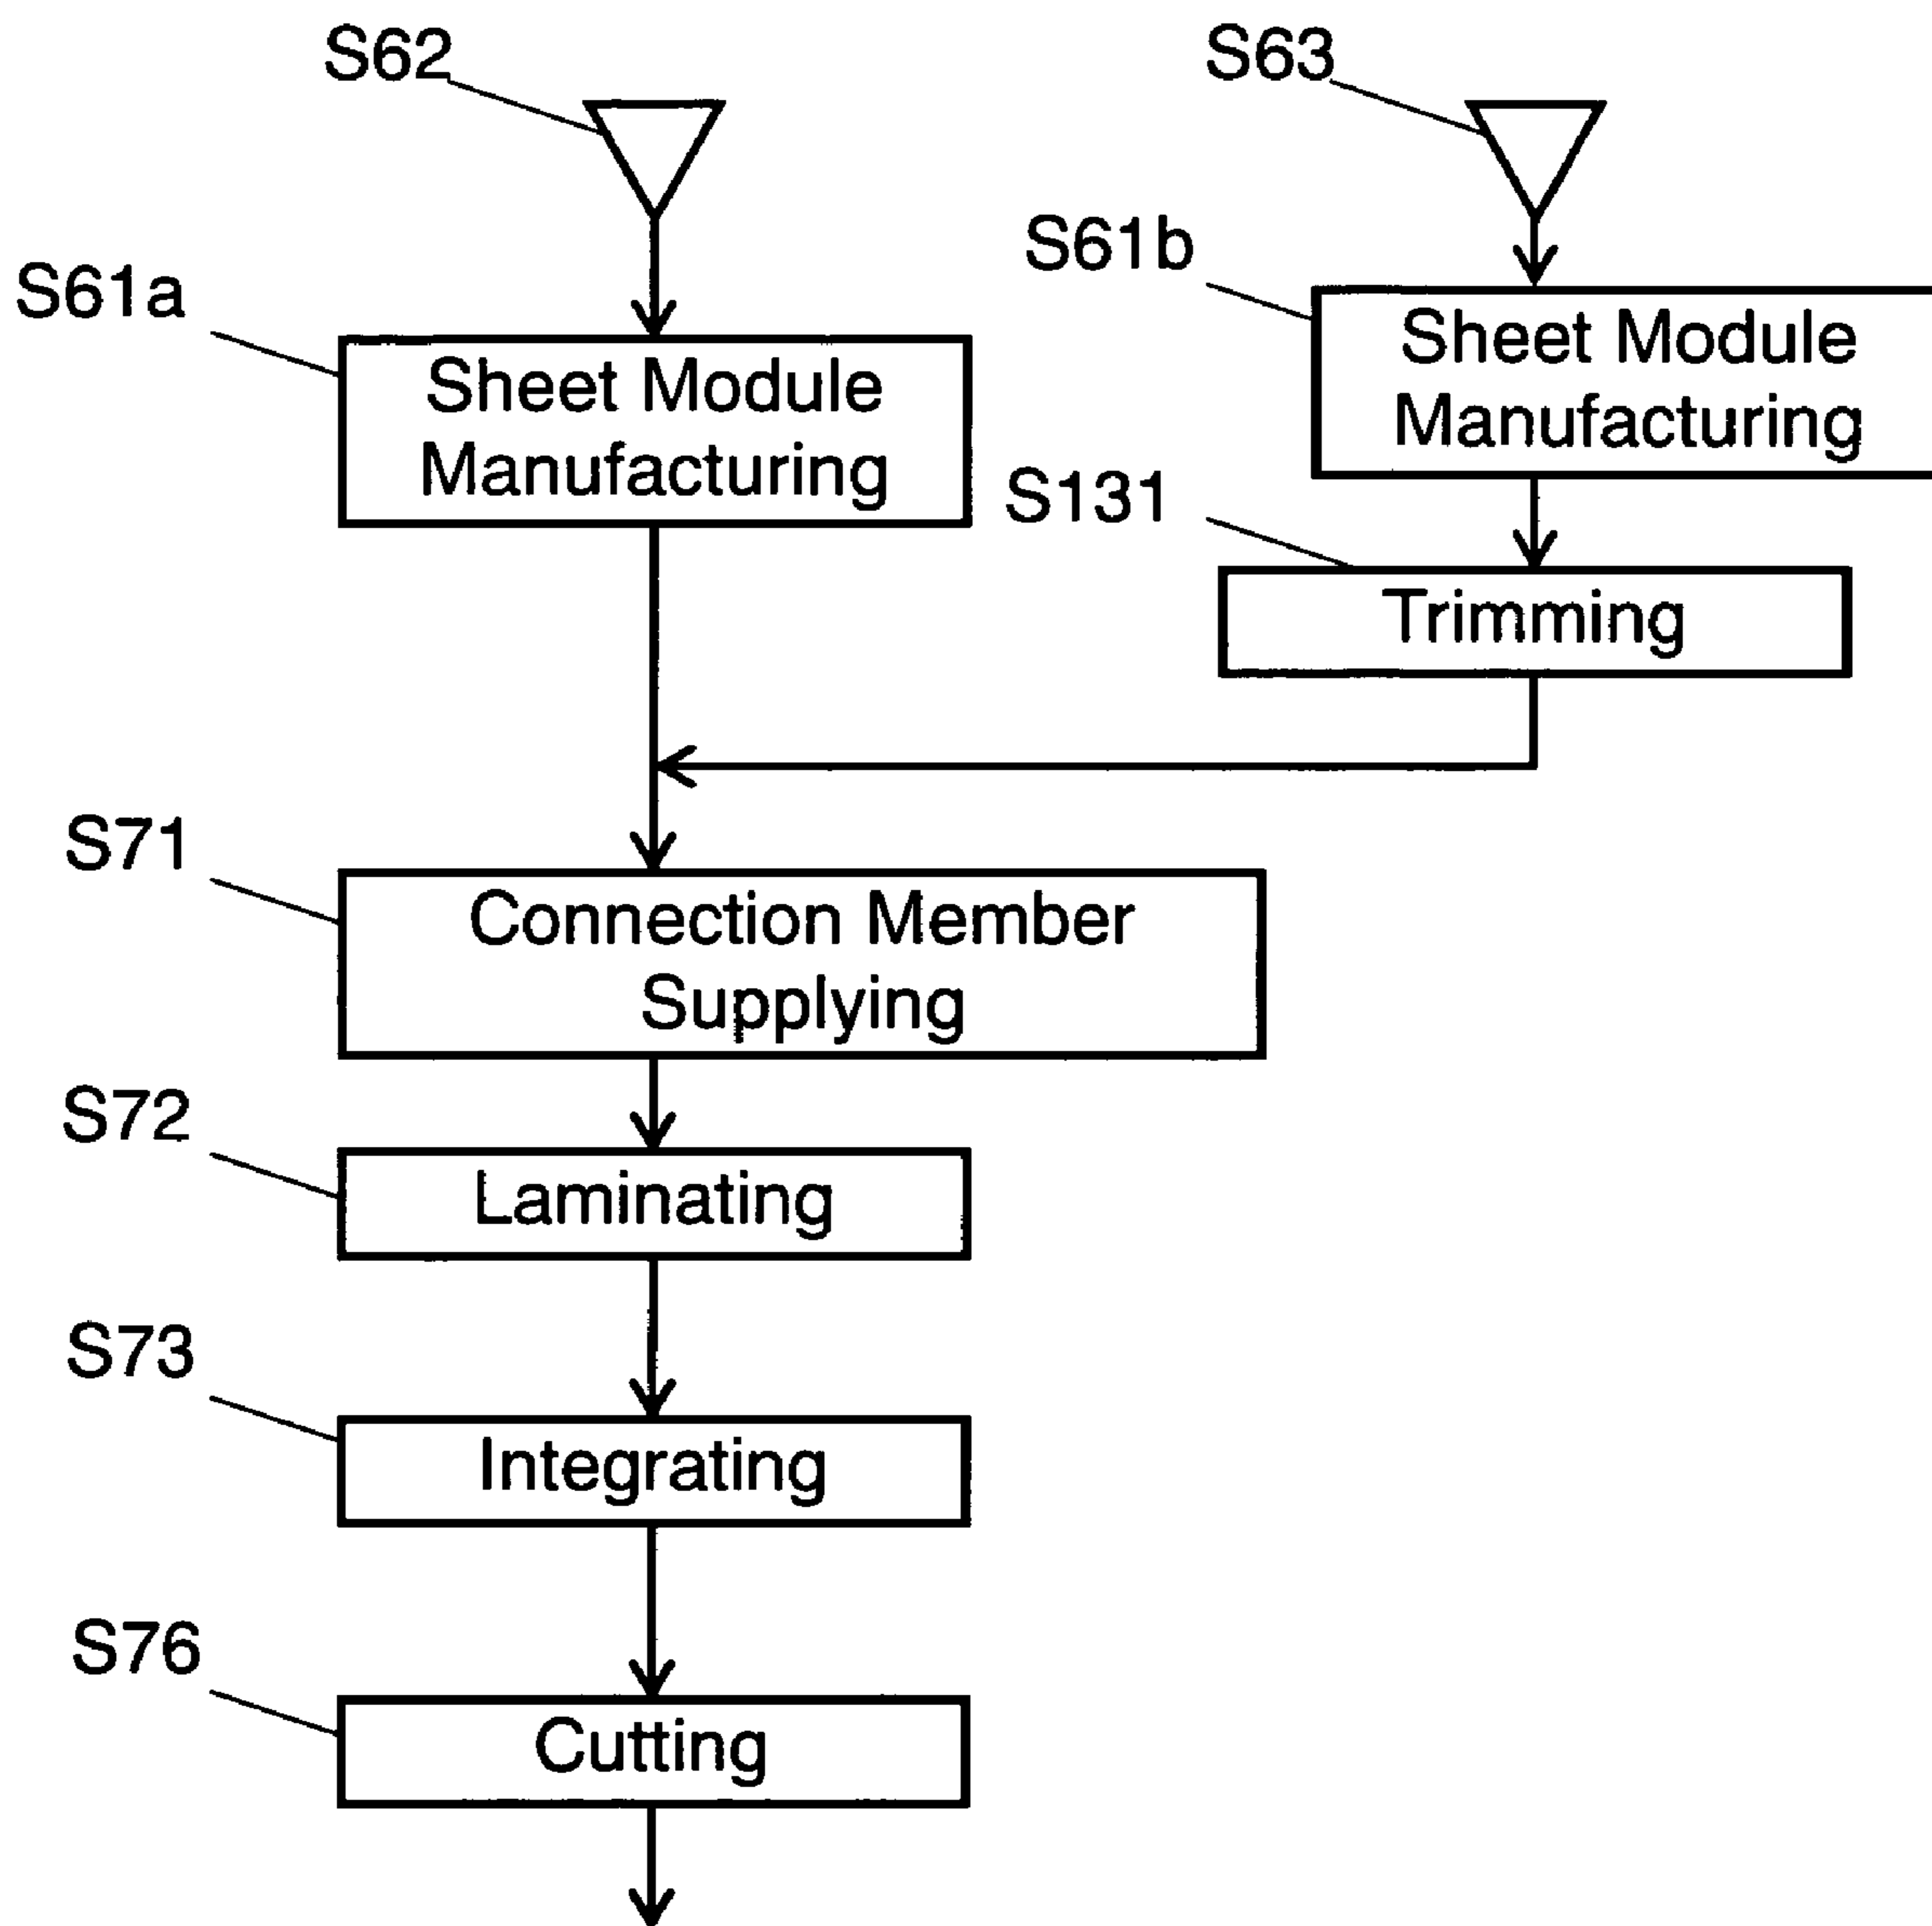 S62
S63
S61b
S61a
Sheet Module
Manufacturing
Sheet Module
Manufacturing
S131
Trimming
S71
Connection Member
Supplying
S72
Laminating
S73
Integrating
S76
Cutting